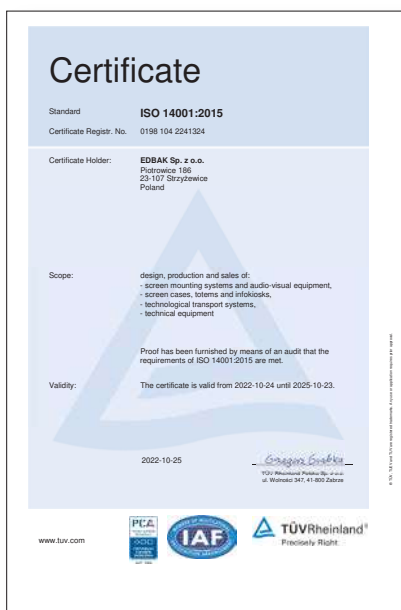 Certificate
Standard ISO 14001:2015
Certificate Registr. No. 0198 104 2241324
Certificate Holder: EDBAK Sp. z o.o.
Piotrowice 186
23-107 Strzyżewice
Poland
Scope: design, production and sales of:
- screen mounting systems and audio-visual equipment,
- screen cases, totems and infokiosks,
- technological transport systems,
- technical equipment
Proof has been furnished by means of an audit that the
requirements of ISO 14001:2015 are met.
Validity: The certificate is valid from 2022-10-24 until 2025-10-23.
2022-10-25
TÜV Rheinland Polska Sp. z o.o.
ul. Wolności 347, 41-800 Zabrze
www.tuv.com
PCA
IAF
TÜVRheinland®
Precisely Right.